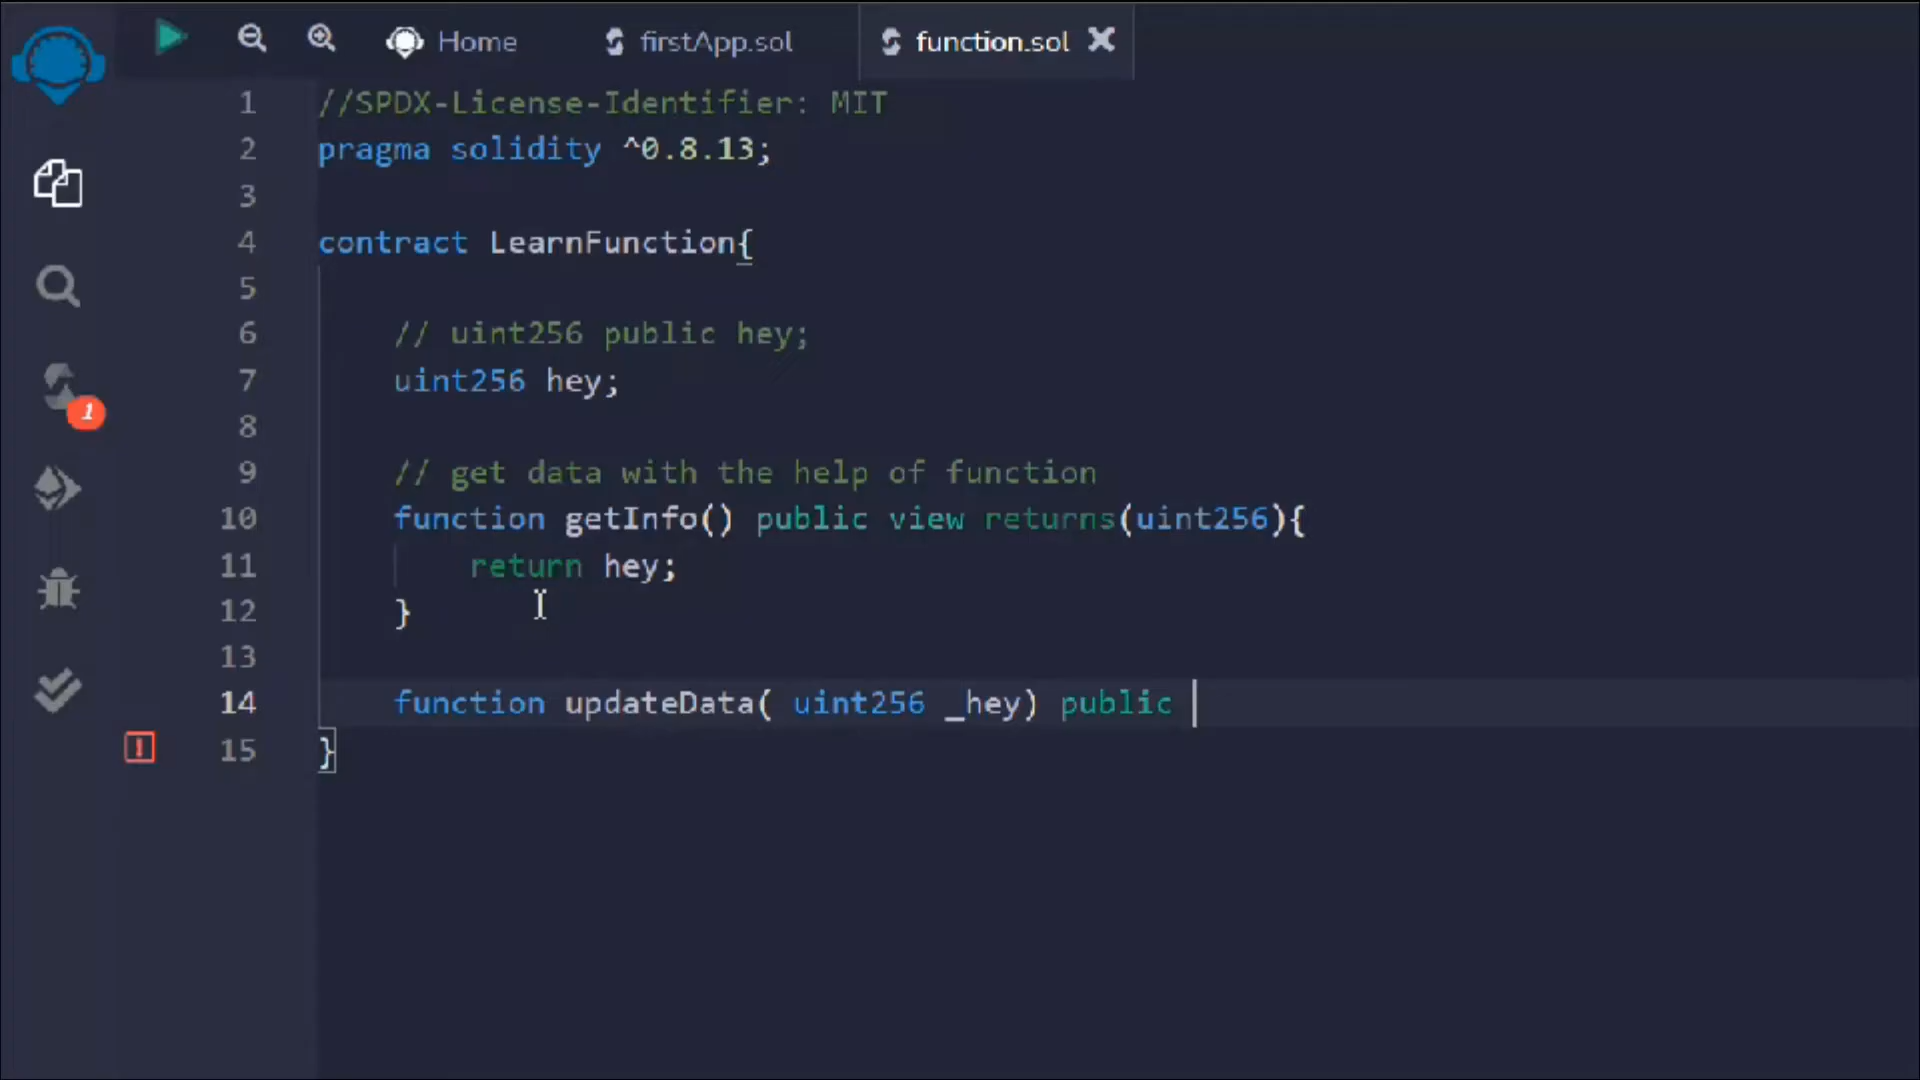 Home firstApp.sol function.sol
1 //SPDX-License-Identifier: MIT
2 pragma solidity ^0.8.13;
3
4 contract LearnFunction{
5
6 // uint256 public hey;
7 uint256 hey;
8
9 // get data with the help of function
10 function getInfo() public view returns(uint256){
11 return hey;
12 }
13
14 function updateData( uint256 _hey) public
15 }
1